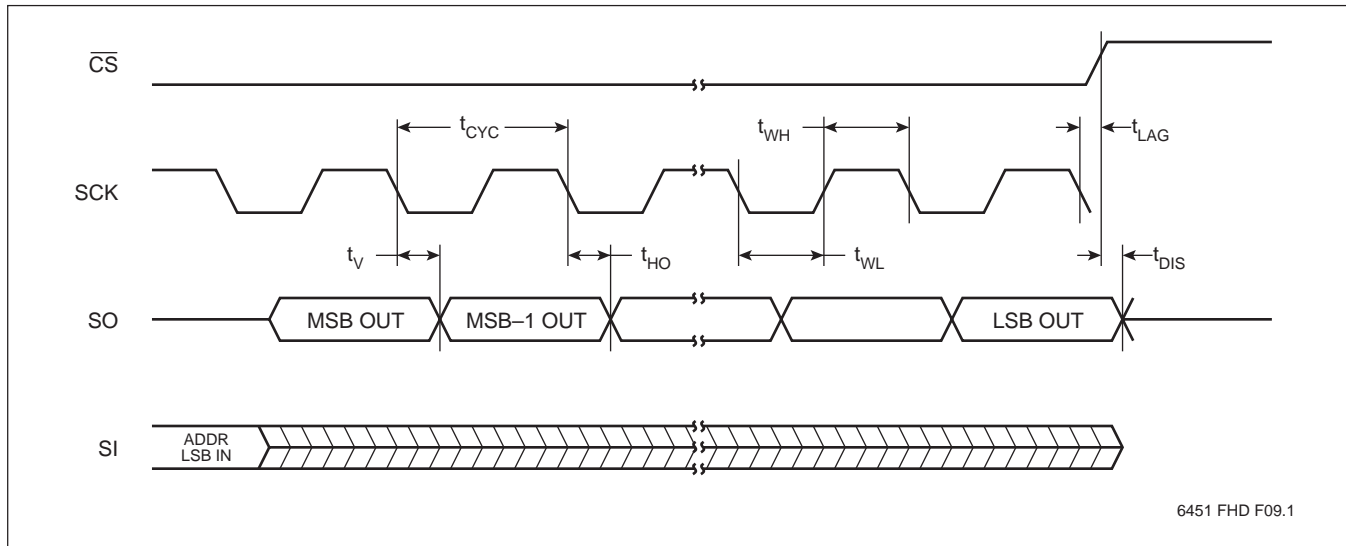 C̅S̅
tCYC
tWH
tLAG
SCK
tV
tHO
tWL
tDIS
SO
MSB OUT
MSB–1 OUT
LSB OUT
SI
ADDR
LSB IN
6451 FHD F09.1